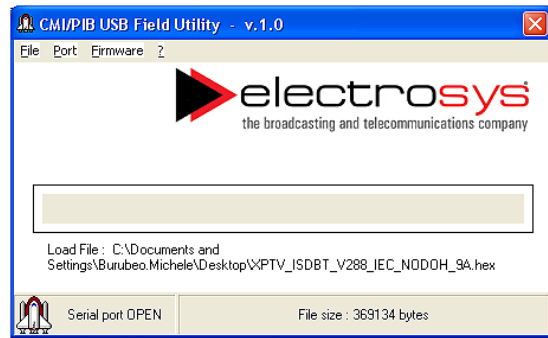 CMI/PIB USB Field Utility - v.1.0
File Port Firmware ?
electrosys
the broadcasting and telecommunications company
Load File : C:\Documents and
Settings\Burubeo.Michele\Desktop\XPTV_ISDBT_V288_IEC_NODOH_9A.hex
Serial port OPEN
File size : 369134 bytes